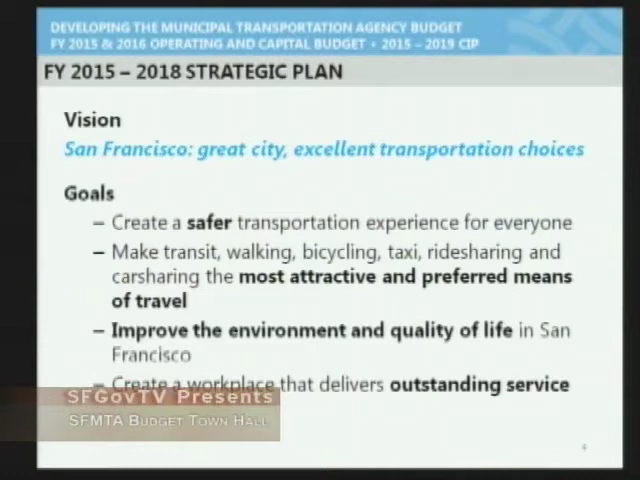 DEVELOPING THE MUNICIPAL TRANSPORTATION AGENCY BUDGET
FY 2015 & 2016 OPERATING AND CAPITAL BUDGET • 2015 – 2019 CIP
FY 2015 – 2018 STRATEGIC PLAN
Vision
San Francisco: great city, excellent transportation choices
Goals
– Create a safer transportation experience for everyone
– Make transit, walking, bicycling, taxi, ridesharing and
carsharing the most attractive and preferred means
of travel
– Improve the environment and quality of life in San
Francisco
– Create a workplace that delivers outstanding service
SFGovTV Presents
SFMTA Budget Town Hall
4